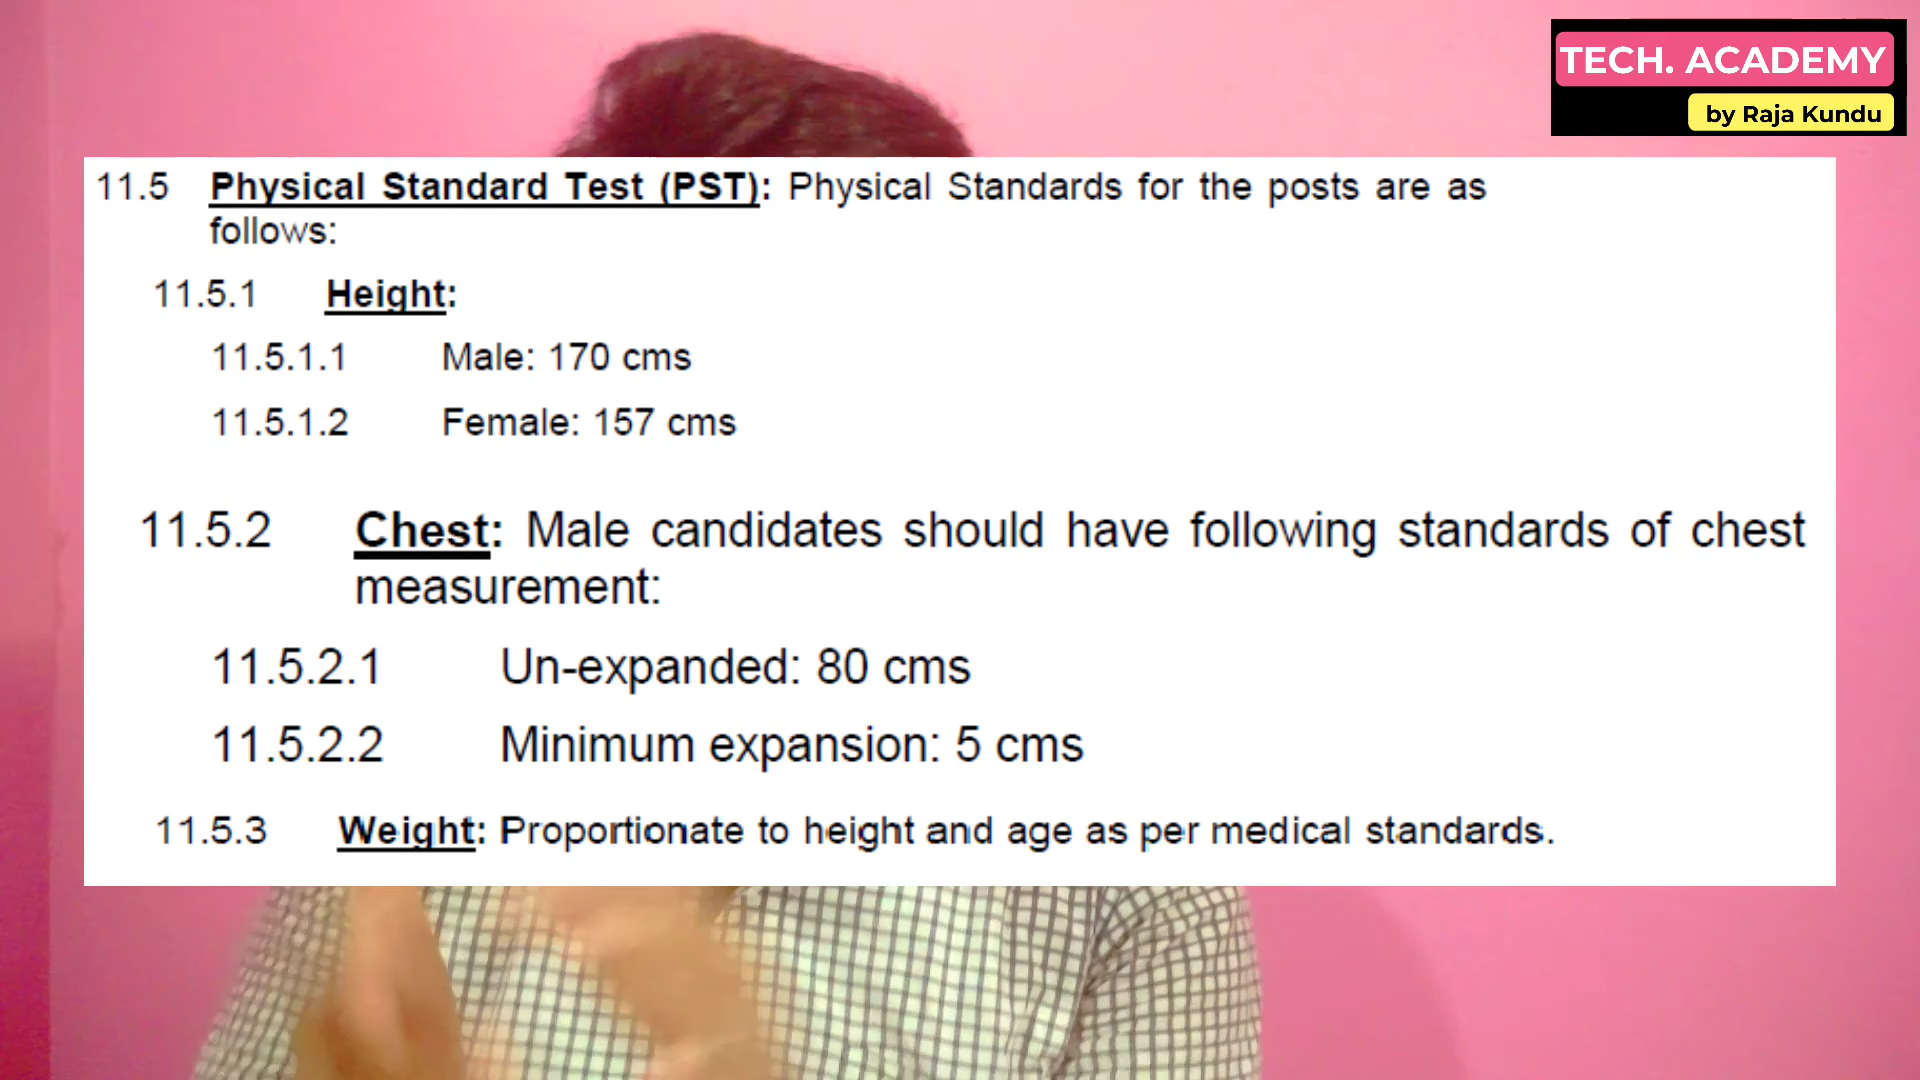 TECH. ACADEMY
by Raja Kundu
11.5 Physical Standard Test (PST): Physical Standards for the posts are as
follows:
11.5.1 Height:
11.5.1.1 Male: 170 cms
11.5.1.2 Female: 157 cms
11.5.2 Chest: Male candidates should have following standards of chest
measurement:
11.5.2.1 Un-expanded: 80 cms
11.5.2.2 Minimum expansion: 5 cms
11.5.3 Weight: Proportionate to height and age as per medical standards.